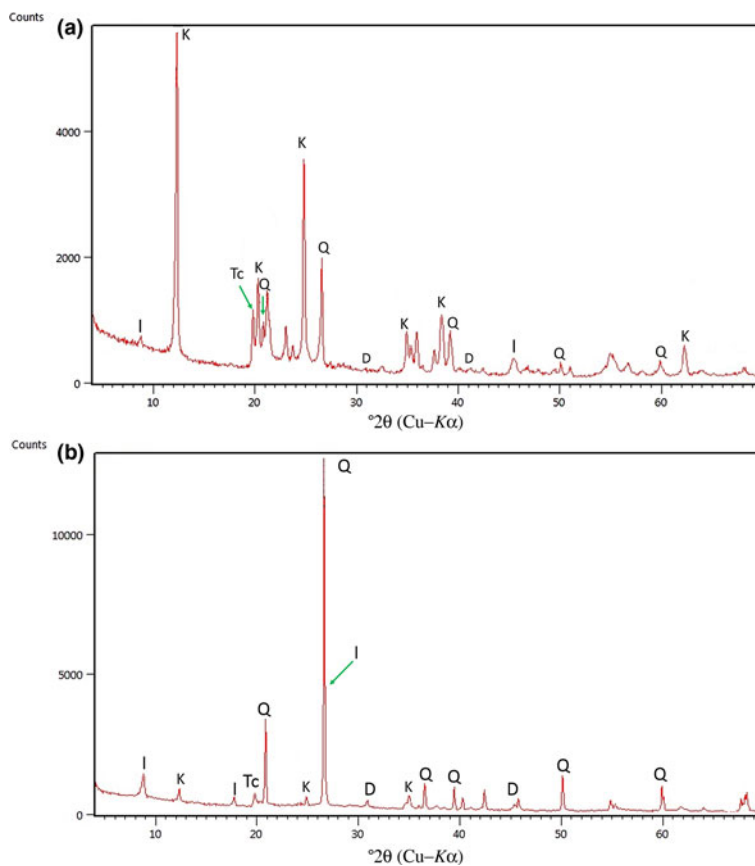 Counts
(a)
K
4000
K
2000
Q
K
Tc
Q
K
K
Q
I
D
D
I
Q
Q
K
0
10 20 30 40 50 60
°2θ (Cu–Kα)
Counts
(b)
Q
10000
I
5000
Q
I
K
I
Tc
K
D
K
Q
Q
D
Q
Q
0
10 20 30 40 50 60
°2θ (Cu–Kα)